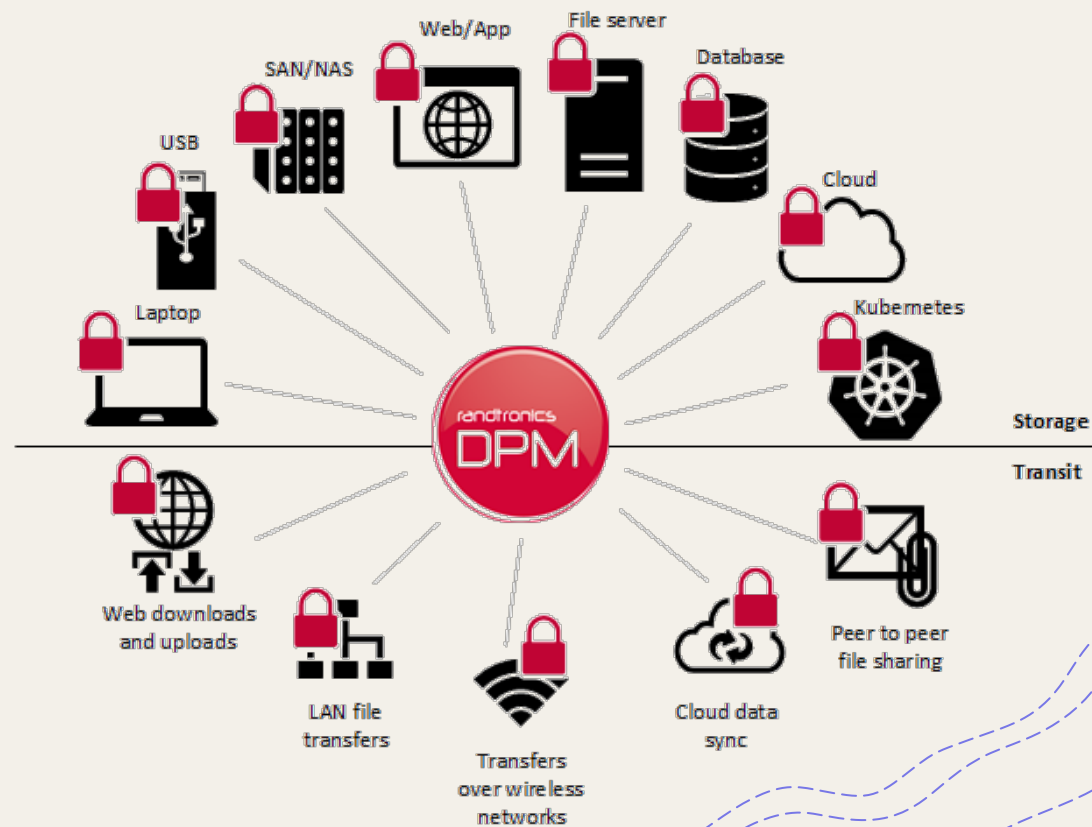 File server
Web/App
Database
SAN/NAS
USB
Cloud
Laptop
Kubernetes
randtronics
DPM
Storage
Transit
Web downloads
and uploads
LAN file
transfers
Transfers
over wireless
networks
Cloud data
sync
Peer to peer
file sharing